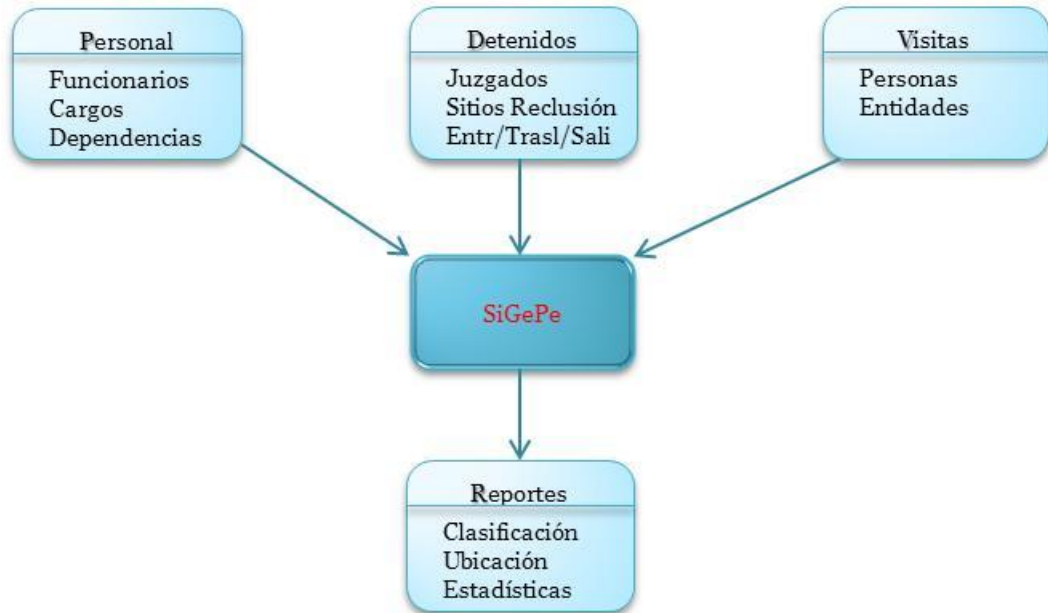 Personal
Funcionarios
Cargos
Dependencias
Detenidos
Juzgados
Sitios Reclusión
Entr/Trasl/Sali
Visitas
Personas
Entidades
SiGePe
Reportes
Clasificación
Ubicación
Estadísticas